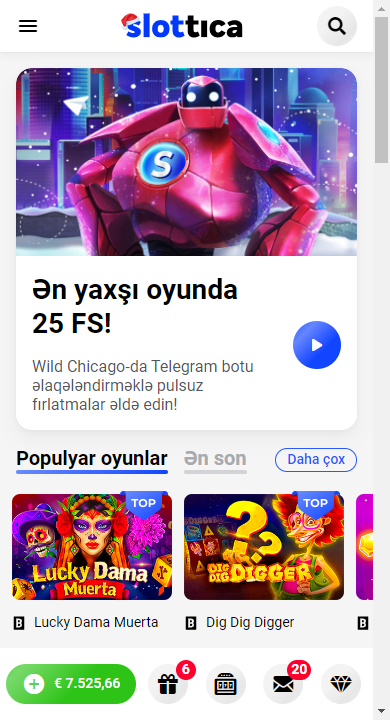 slottica
S
Ən yaxşı oyunda
25 FS!
Wild Chicago-da Telegram botu
əlaqələndirməklə pulsuz
fırlatmalar əldə edin!
Populyar oyunlar Ən son Daha çox
TOP TOP
Lucky Dama
Muerta
DIG DIG
DIGGER
B Lucky Dama Muerta B Dig Dig Digger B
6 20
€ 7.525,66